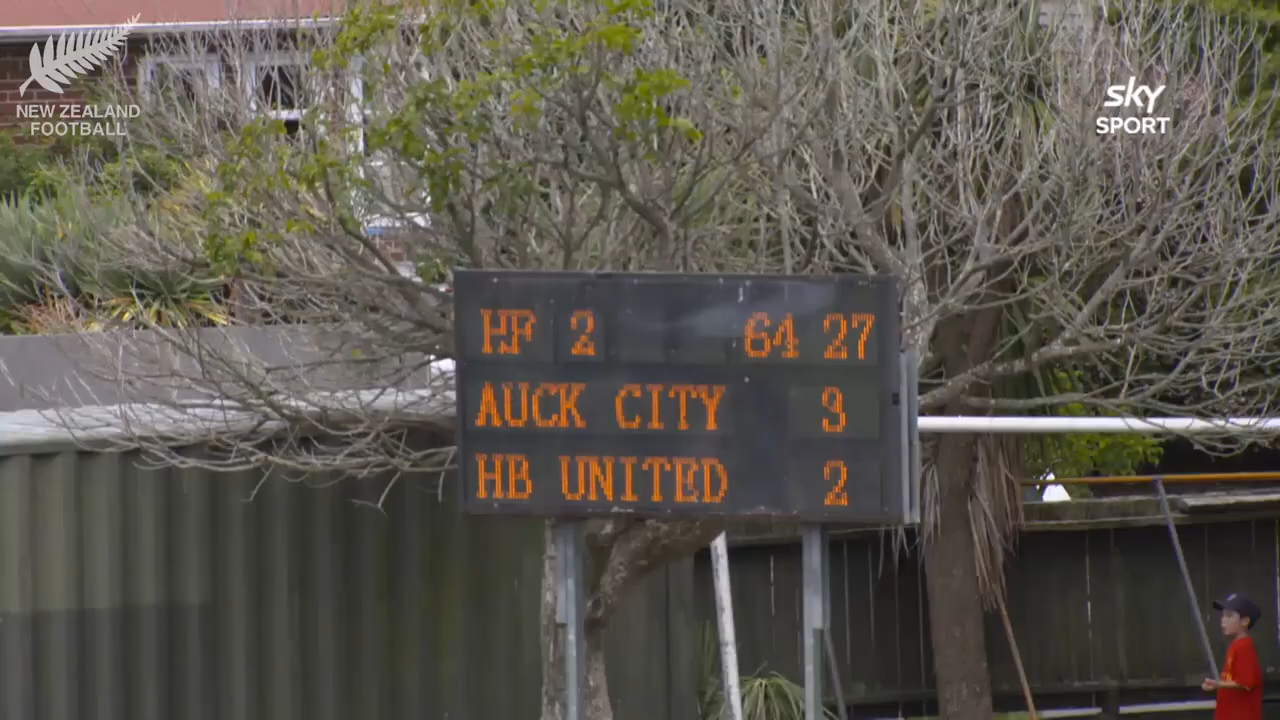 NEW ZEALAND
FOOTBALL
sky
SPORT
HF 2 64 27
AUCK CITY 3
HB UNITED 2